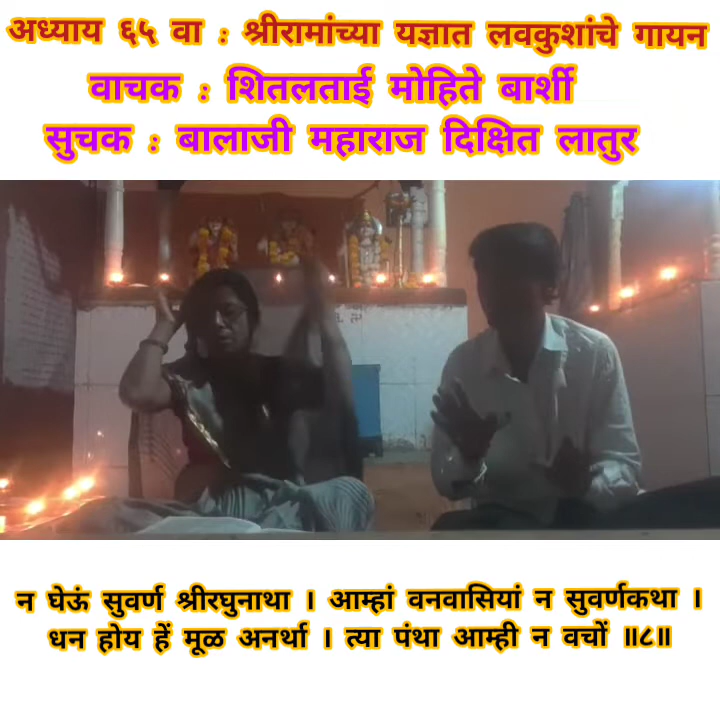 अध्याय ६५ वा : श्रीरामांच्या यज्ञात लवकुशांचे गायन
वाचक : शितलताई मोहिते बार्शी
सुचक : बालाजी महाराज दिक्षित लातुर
न घेऊं सुवर्ण श्रीरघुनाथा । आम्हां वनवासियां न सुवर्णकथा ।
धन होय हें मूळ अनर्था । त्या पंथा आम्ही न वचों ॥८॥